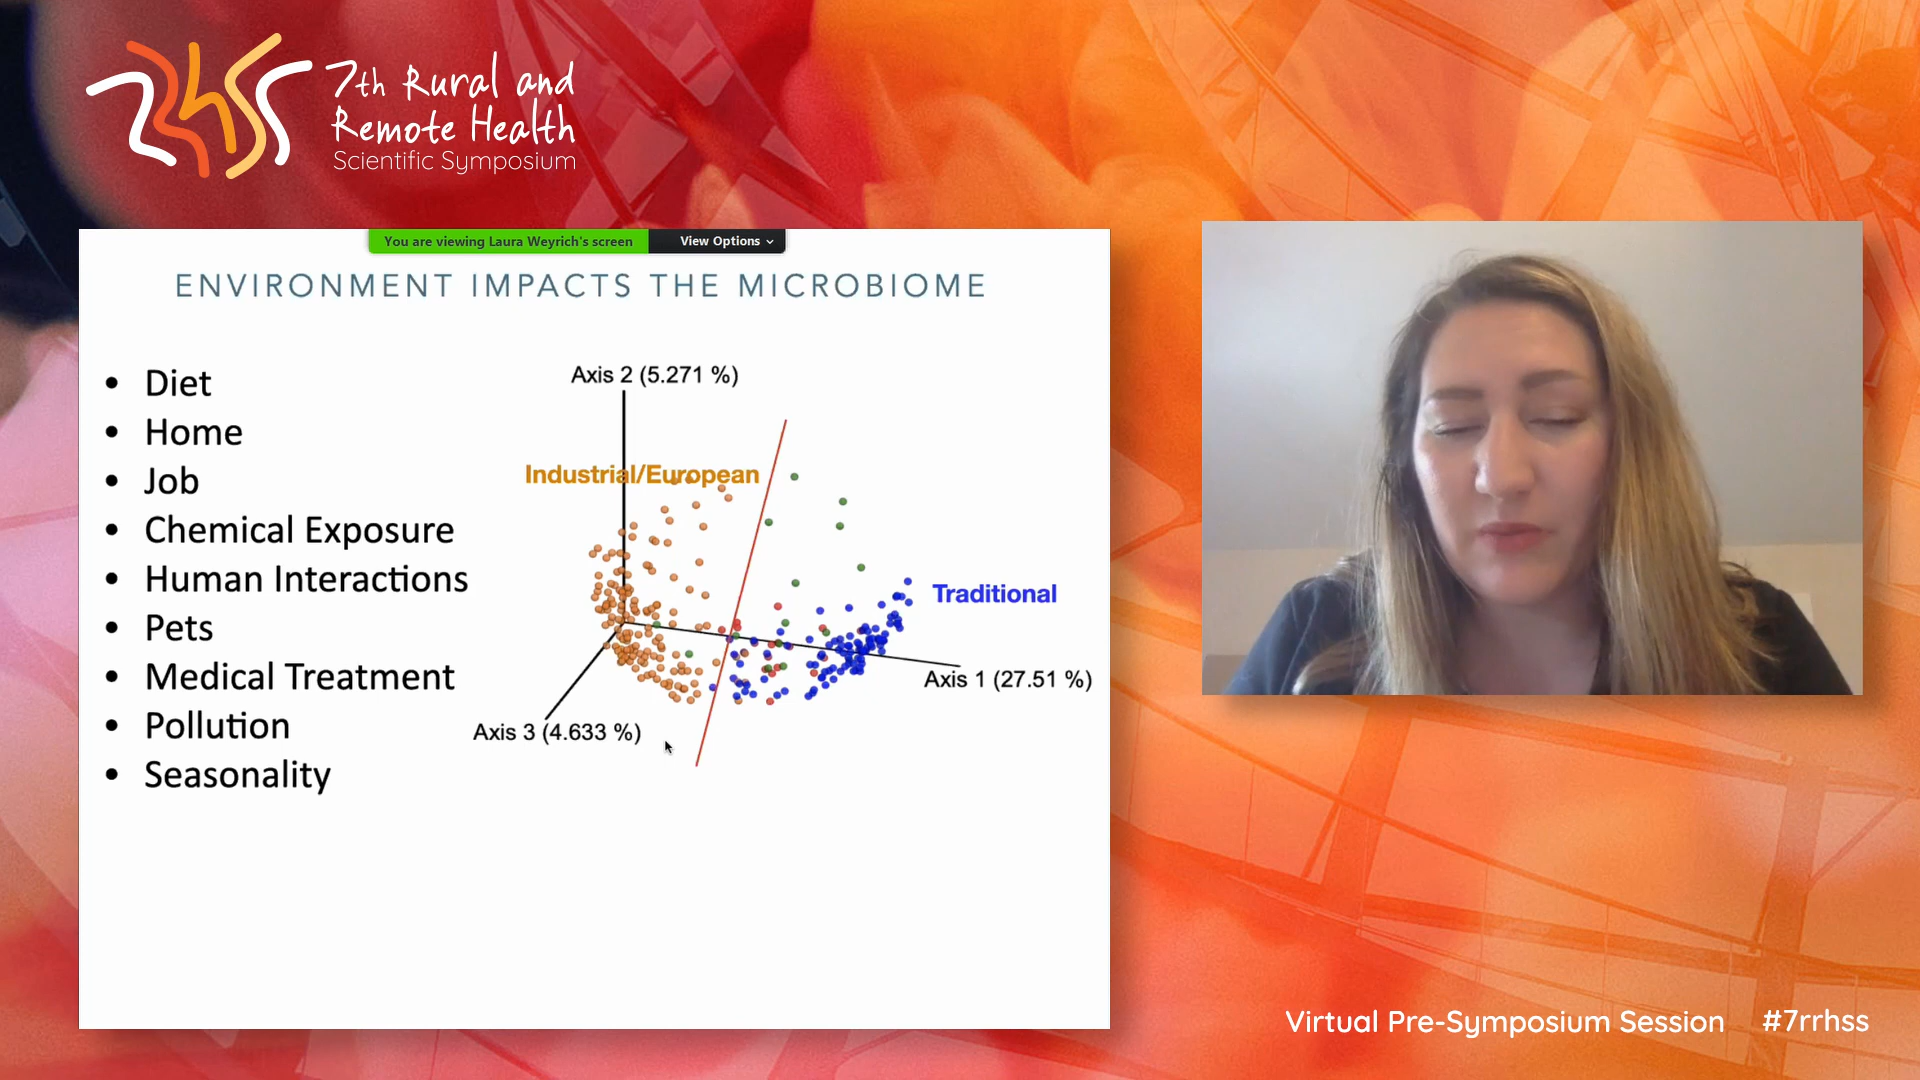 7th Rural and
Remote Health
Scientific Symposium
You are viewing Laura Weyrich's screen
View Options
ENVIRONMENT IMPACTS THE MICROBIOME
• Diet
• Home
• Job
• Chemical Exposure
• Human Interactions
• Pets
• Medical Treatment
• Pollution
• Seasonality
Axis 2 (5.271 %)
Industrial/European
Traditional
Axis 1 (27.51 %)
Axis 3 (4.633 %)
Virtual Pre-Symposium Session #7rrhss